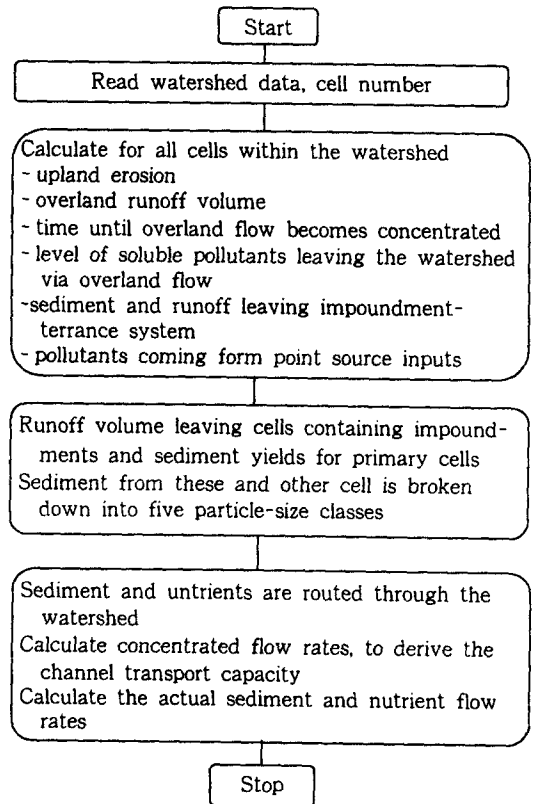 Start
Read watershed data, cell number
Calculate for all cells within the watershed
- upland erosion
- overland runoff volume
- time until overland flow becomes concentrated
- level of soluble pollutants leaving the watershed
via overland flow
-sediment and runoff leaving impoundment-
terrance system
- pollutants coming form point source inputs
Runoff volume leaving cells containing impound-
ments and sediment yields for primary cells
Sediment from these and other cell is broken
down into five particle-size classes
Sediment and untrients are routed through the
watershed
Calculate concentrated flow rates, to derive the
channel transport capacity
Calculate the actual sediment and nutrient flow
rates
Stop